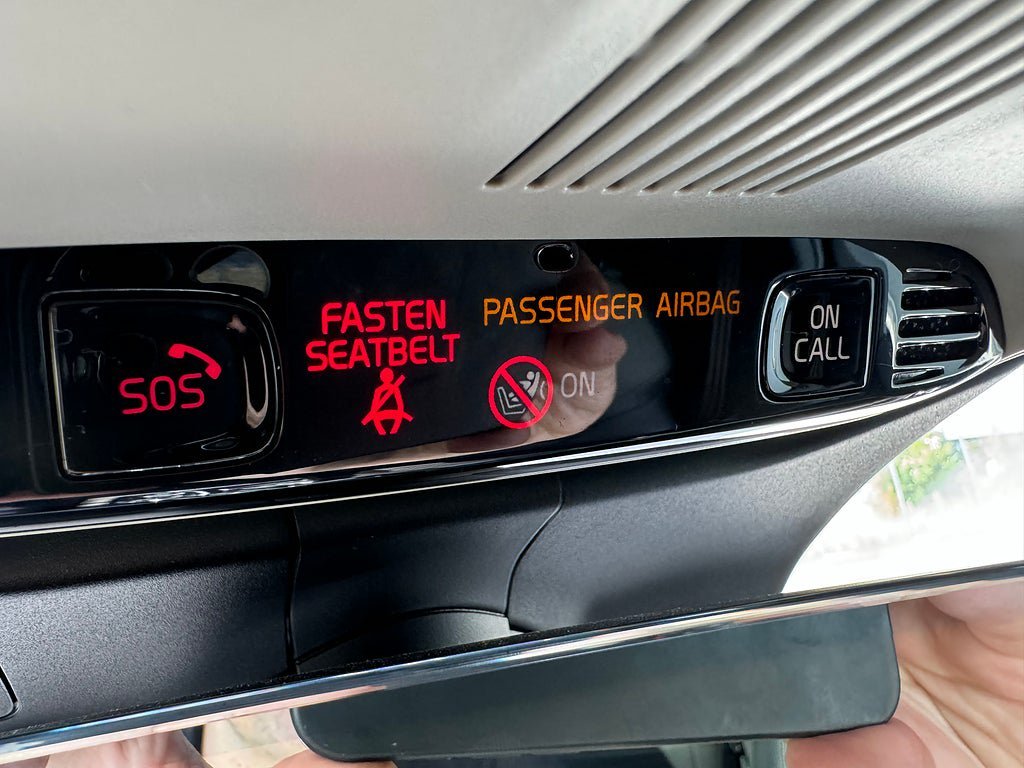 SOS
FASTEN
SEATBELT
PASSENGER AIRBAG
ON
ON
CALL